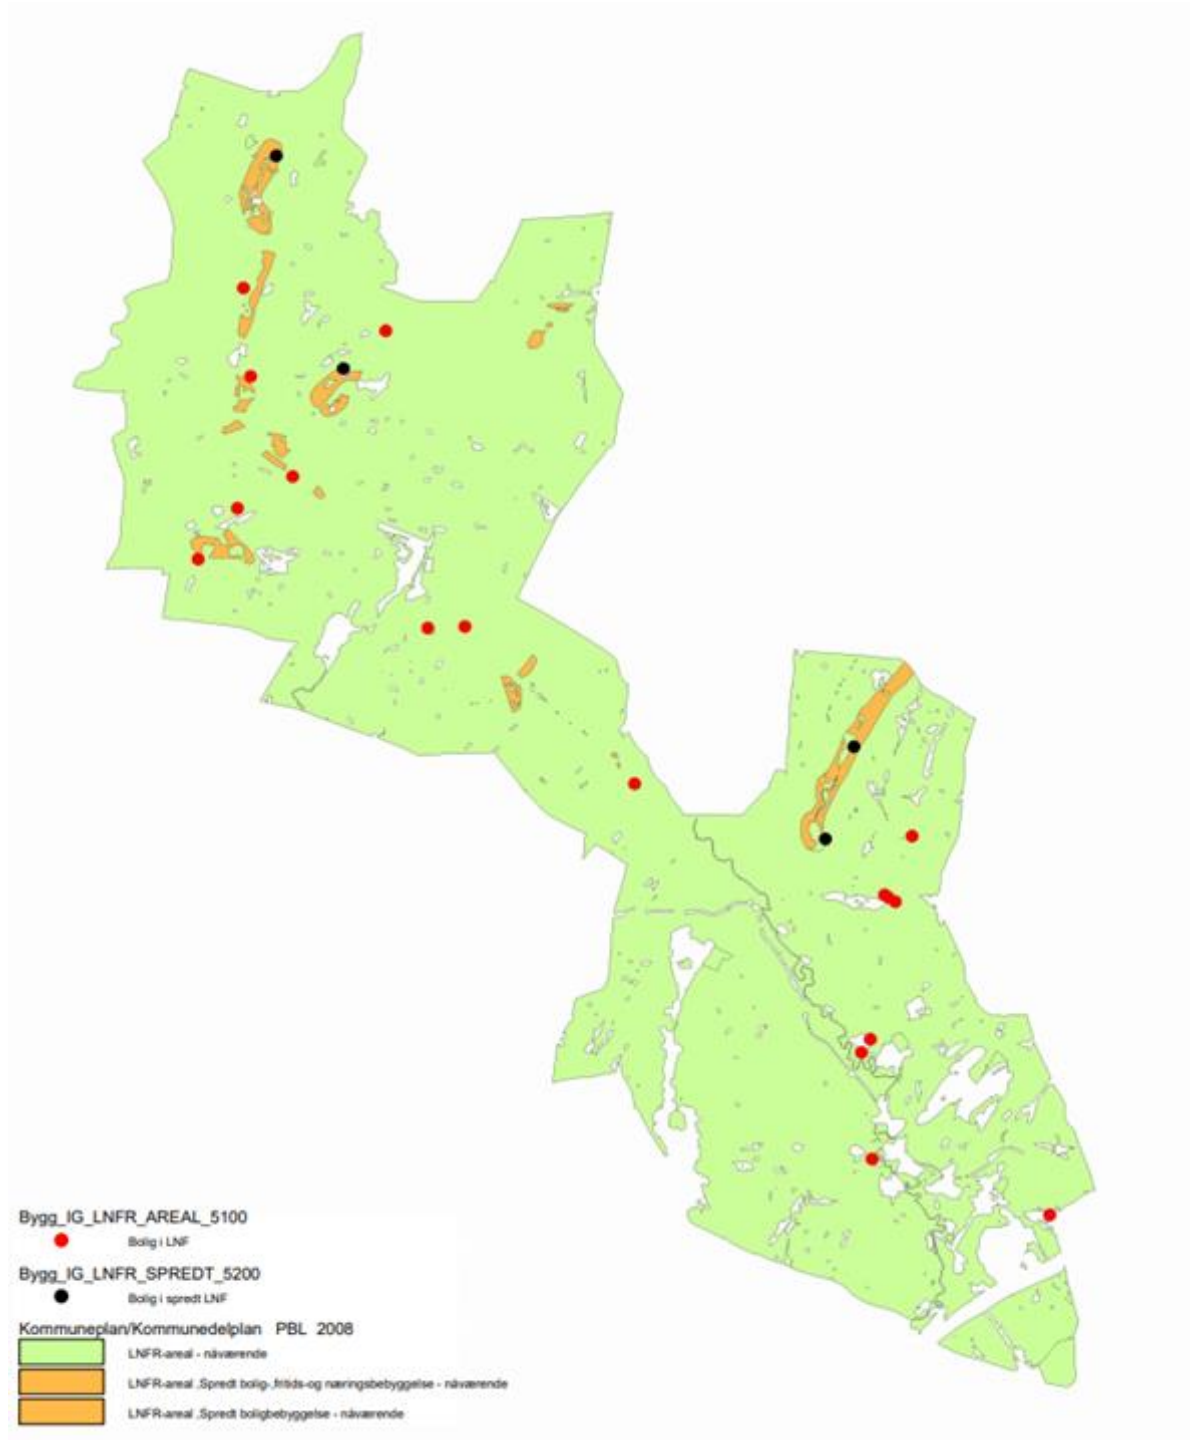 Bygg_IG_LNFR_AREAL_5100
Bolig i LNF
Bygg_IG_LNFR_SPREDT_5200
Bolig i spredt LNF
Kommuneplan/Kommunedelplan PBL 2008
LNFR-areal - nåværende
LNFR-areal ,Spredt bolig-,fritids-og næringsbebyggelse - nåværende
LNFR-areal ,Spredt boligbebyggelse - nåværende